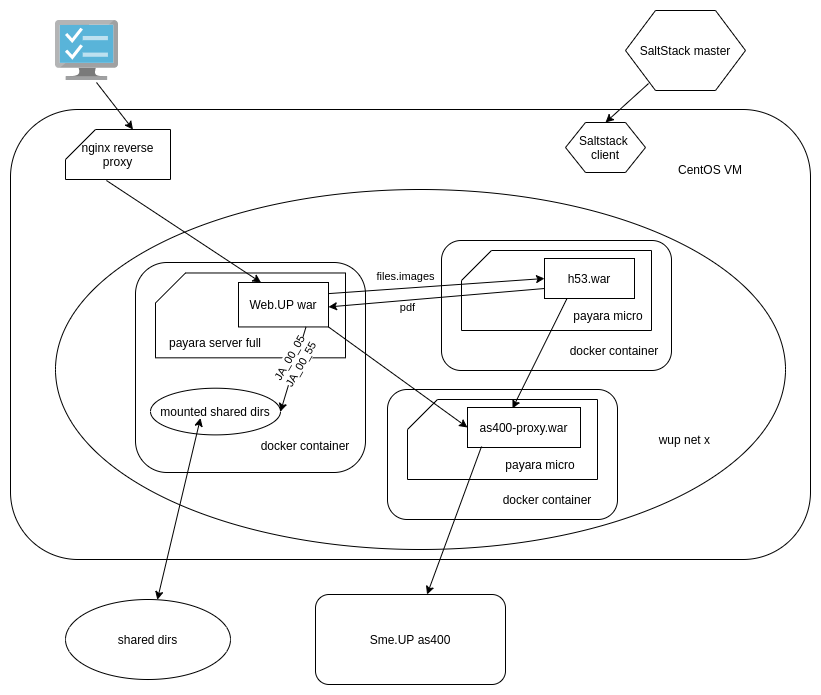 SaltStack master
nginx reverse
proxy
Saltstack
client
CentOS VM
files.images
h53.war
Web.UP war
pdf
payara micro
payara server full
JA_00_05
JA_00_55
docker container
mounted shared dirs
as400-proxy.war
docker container
wup net x
payara micro
docker container
shared dirs
Sme.UP as400